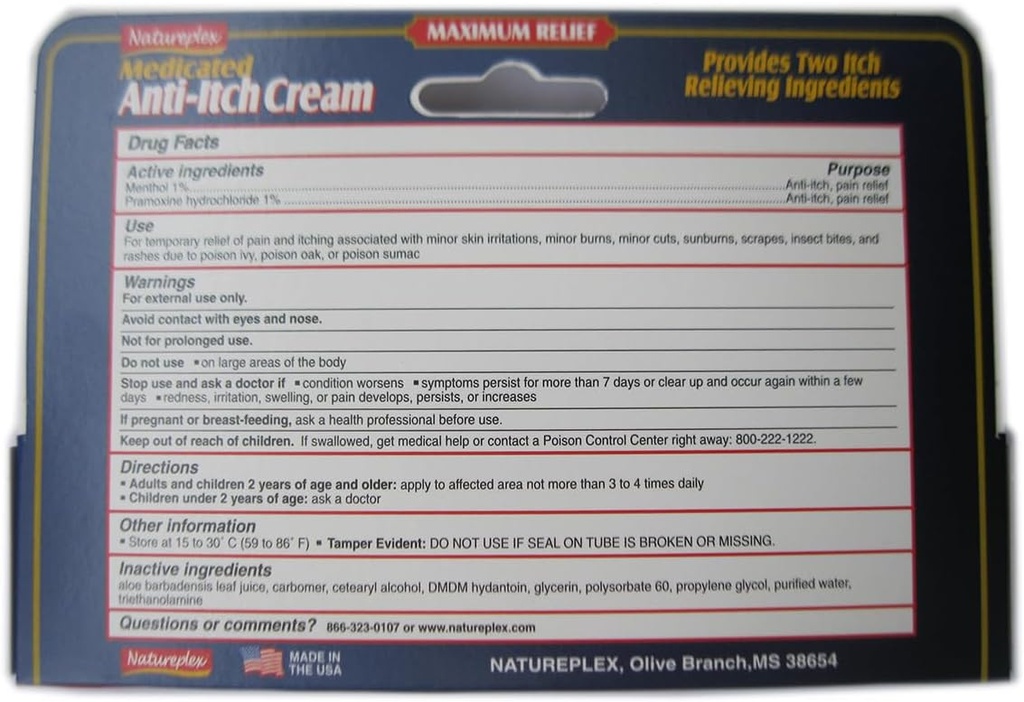 MAXIMUM RELIEF
Natureplex
Medicated
Anti-Itch Cream
Provides Two Itch
Relieving Ingredients
Drug Facts
Active ingredients Purpose
Menthol 1%....Anti-itch, pain relief
Pramoxine hydrochloride 1%....Anti-itch, pain relief
Use
For temporary relief of pain and itching associated with minor skin irritations, minor burns, minor cuts, sunburns, scrapes, insect bites, and
rashes due to poison ivy, poison oak, or poison sumac
Warnings
For external use only.
Avoid contact with eyes and nose.
Not for prolonged use.
Do not use ▪ on large areas of the body
Stop use and ask a doctor if ▪ condition worsens ▪ symptoms persist for more than 7 days or clear up and occur again within a few
days ▪ redness, irritation, swelling, or pain develops, persists, or increases
If pregnant or breast-feeding, ask a health professional before use.
Keep out of reach of children. If swallowed, get medical help or contact a Poison Control Center right away: 800-222-1222.
Directions
▪ Adults and children 2 years of age and older: apply to affected area not more than 3 to 4 times daily
▪ Children under 2 years of age: ask a doctor
Other information
▪ Store at 15 to 30° C (59 to 86° F) ▪ Tamper Evident: DO NOT USE IF SEAL ON TUBE IS BROKEN OR MISSING.
Inactive ingredients
aloe barbadensis leaf juice, carbomer, cetearyl alcohol, DMDM hydantoin, glycerin, polysorbate 60, propylene glycol, purified water,
triethanolamine
Questions or comments? 866-323-0107 or www.natureplex.com
Natureplex
MADE IN
THE USA
NATUREPLEX, Olive Branch,MS 38654